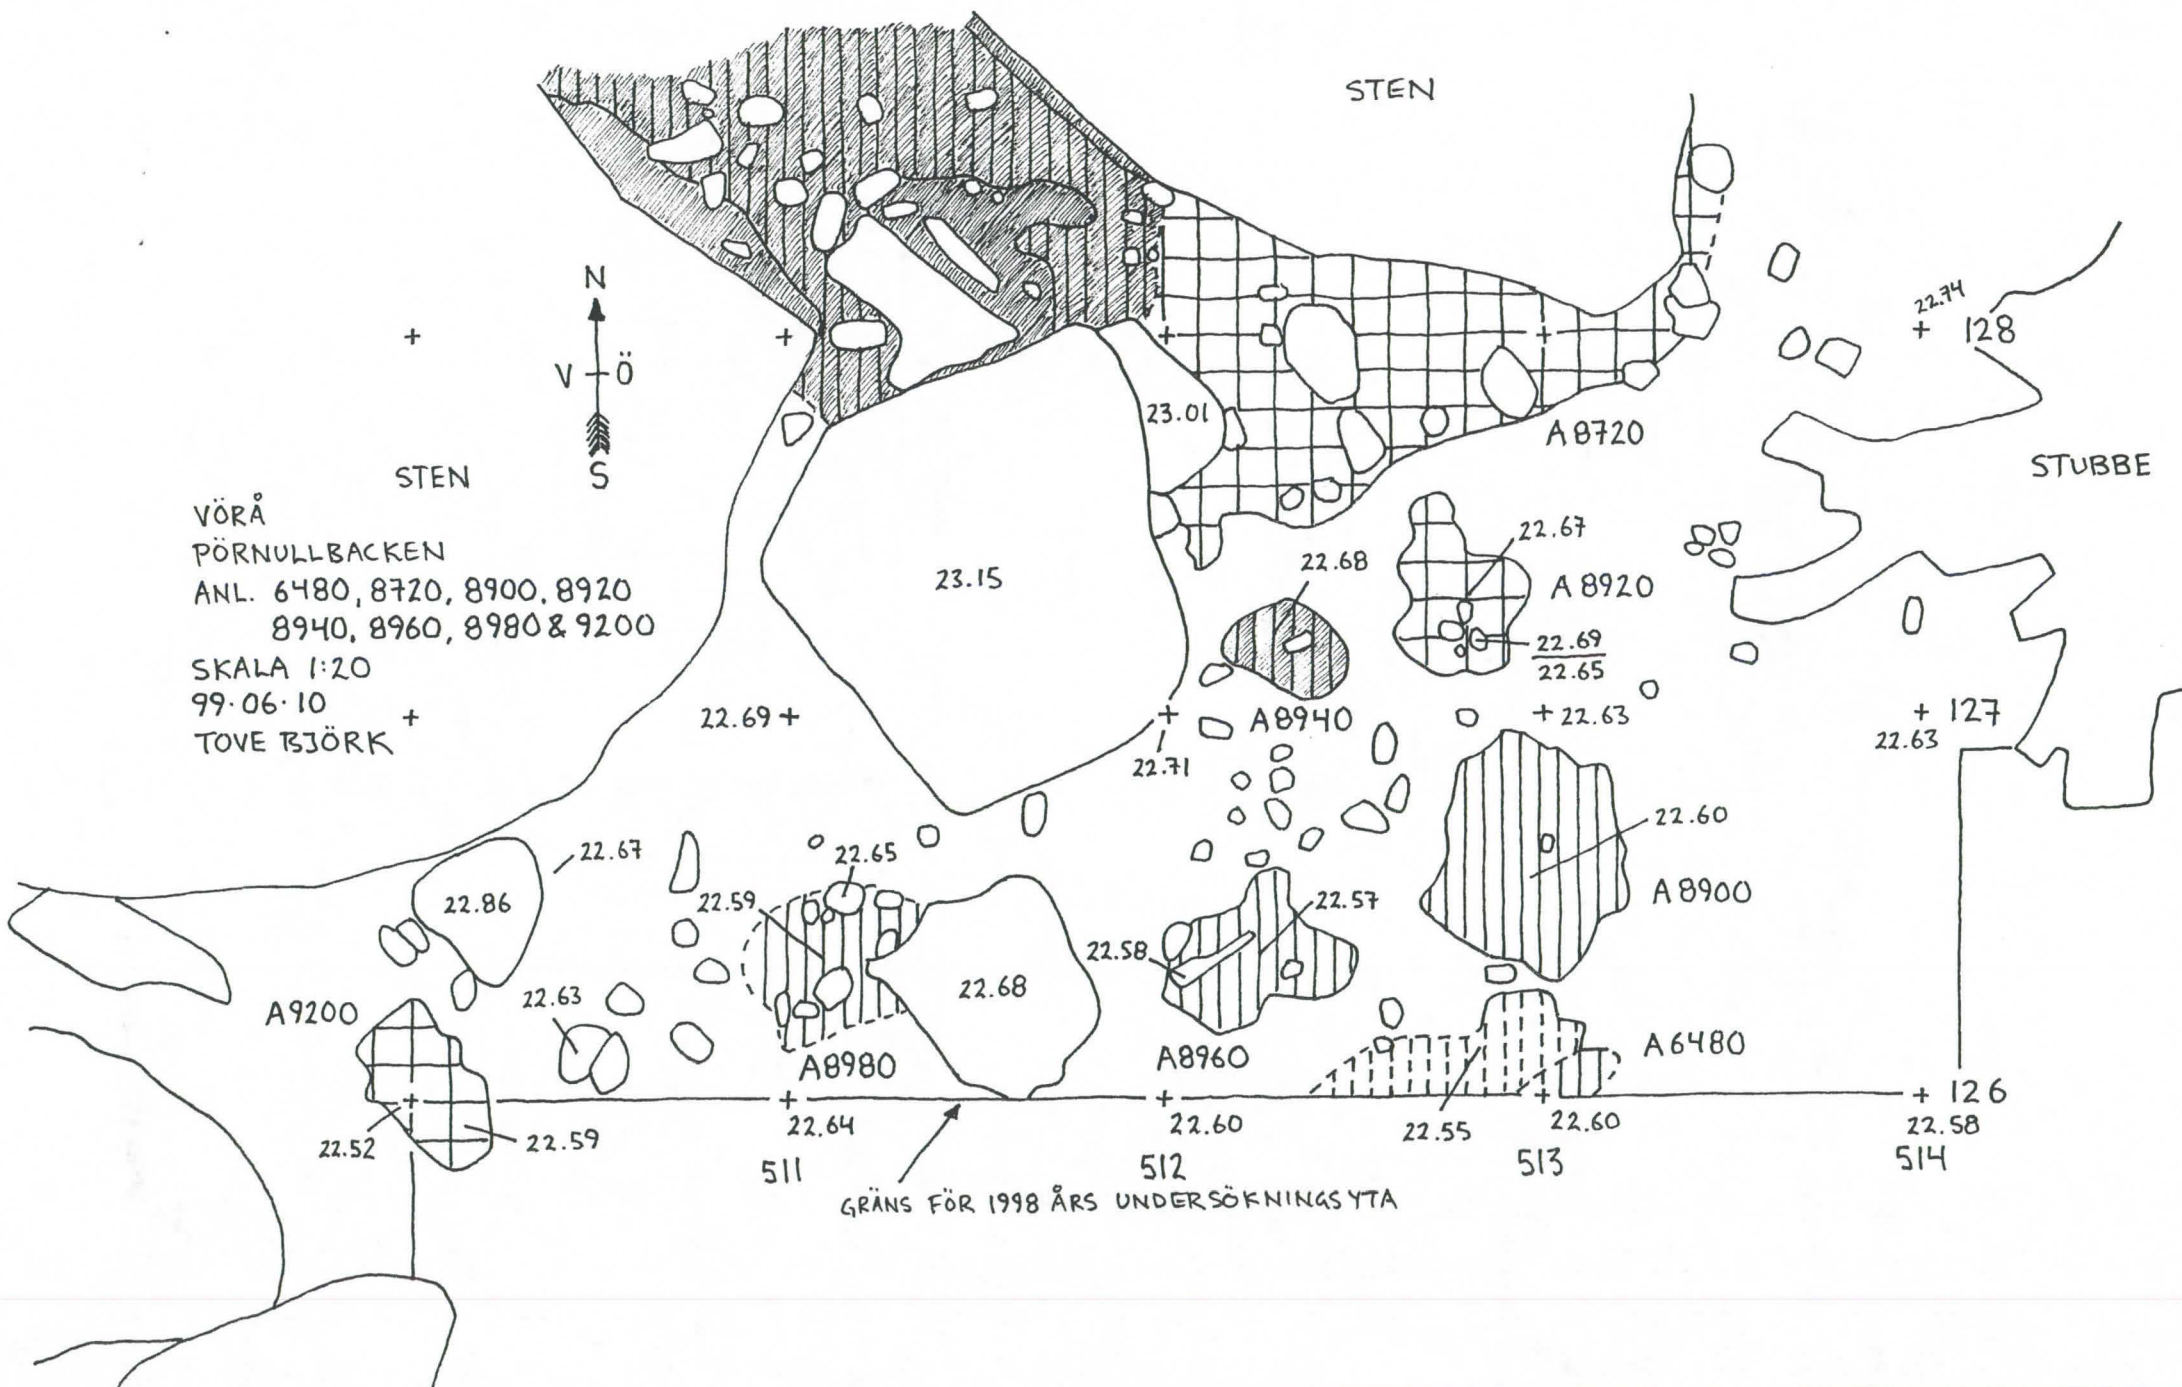 STEN
N
V Ö
S
22.74
128
23.01
A 8720
STEN
STUBBE
VÖRÅ
PÖRNULLBACKEN
ANL. 6480, 8720, 8900, 8920
8940, 8960, 8980 & 9200
SKALA 1:20
99.06.10
TOVE BJÖRK
23.15
22.68
22.67
A 8920
22.69
22.65
22.69
A8940
22.63
127
22.63
22.71
22.60
22.67
22.65
A 8900
22.86
22.59
22.57
22.58
22.68
A9200
22.63
A8980
A8960
A6480
126
22.52
22.59
22.64
22.60
22.55
22.60
22.58
511
512
513
514
GRÄNS FÖR 1998 ÅRS UNDERSÖKNINGSYTA